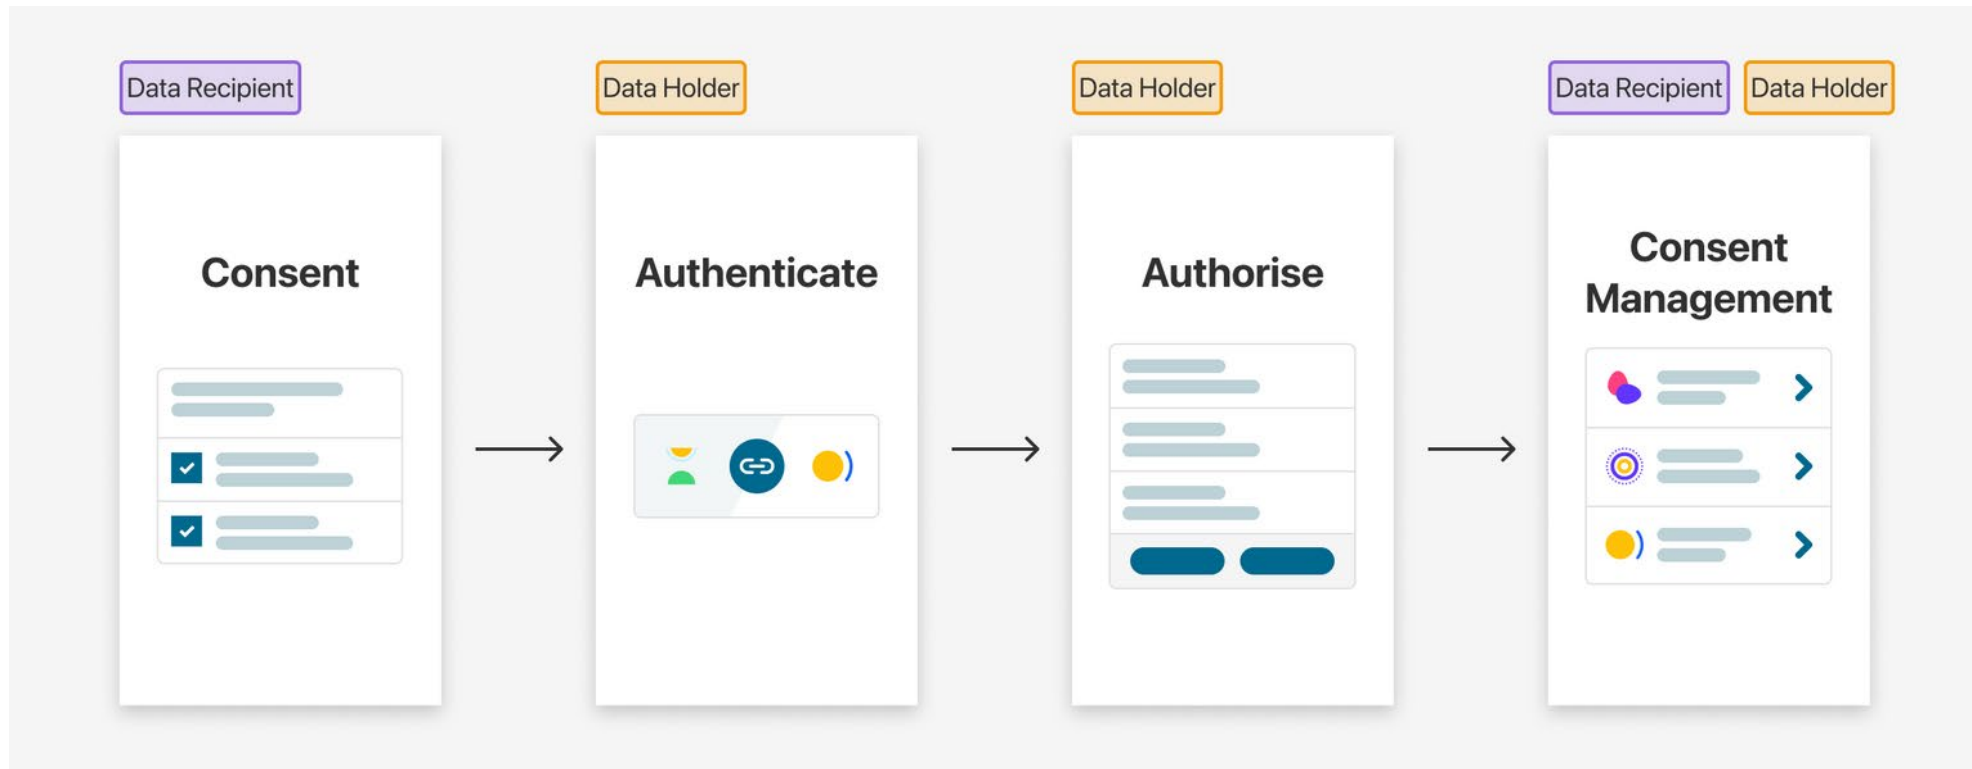 Data Recipient
Data Holder
Data Holder
Data Recipient
Data Holder
Consent
Authenticate
Authorise
Consent
Management